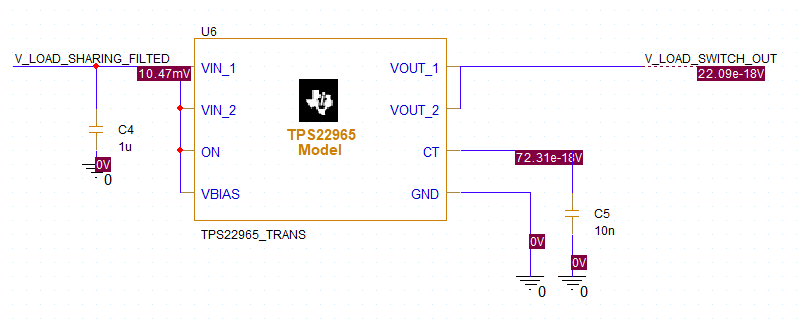 U6
V_LOAD_SHARING_FILTED
V_LOAD_SWITCH_OUT
10.47mV
VIN_1
VOUT_1
22.09e-18V
VIN_2
VOUT_2
C4
1u
TPS22965
Model
ON
CT
72.31e-18V
0V
0
VBIAS
GND
C5
10n
TPS22965_TRANS
0V
0V
0
0